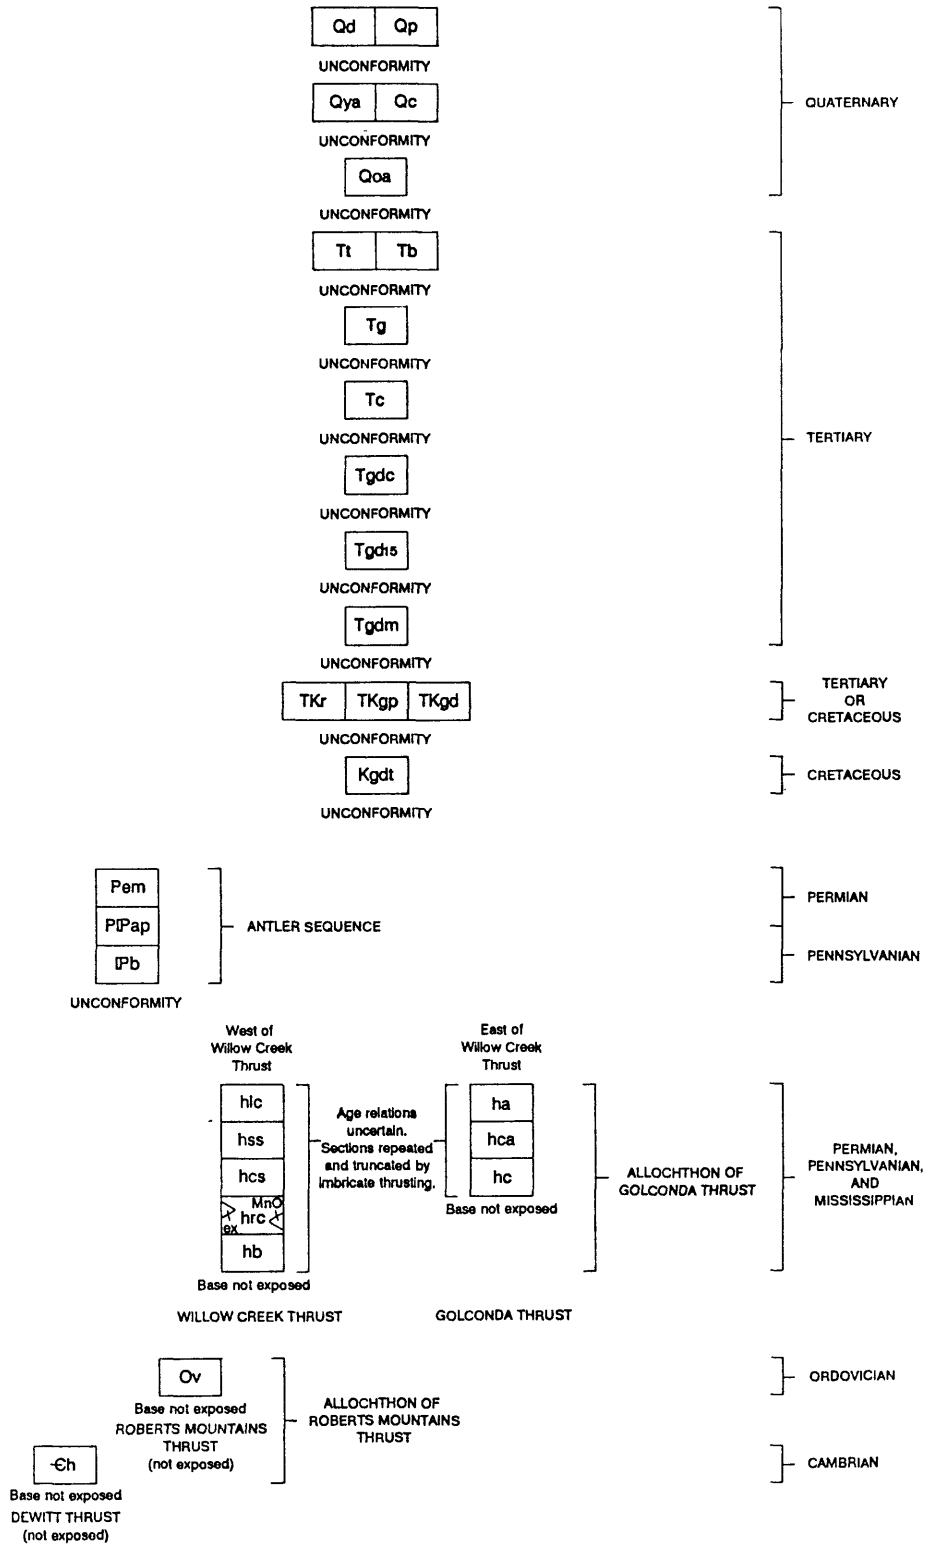 Qd Qp
UNCONFORMITY
Qya Qc
QUATERNARY
UNCONFORMITY
Qoa
UNCONFORMITY
Tt Tb
UNCONFORMITY
Tg
UNCONFORMITY
Tc
UNCONFORMITY
TERTIARY
Tgdc
UNCONFORMITY
Tgd15
UNCONFORMITY
Tgdm
UNCONFORMITY
TKr TKgp TKgd
TERTIARY
OR
CRETACEOUS
UNCONFORMITY
Kgdt
CRETACEOUS
UNCONFORMITY
Pem
PERMIAN
PℙPap
ANTLER SEQUENCE
ℙb
PENNSYLVANIAN
UNCONFORMITY
West of
Willow Creek
Thrust
East of
Willow Creek
Thrust
hlc
hss
hcs
MnO
hrc
ex
hb
Base not exposed
WILLOW CREEK THRUST
Age relations
uncertain.
Sections repeated
and truncated by
imbricate thrusting.
ha
hca
hc
Base not exposed
GOLCONDA THRUST
ALLOCHTHON OF
GOLCONDA THRUST
PERMIAN,
PENNSYLVANIAN,
AND
MISSISSIPPIAN
Ov
ORDOVICIAN
Base not exposed
ROBERTS MOUNTAINS
THRUST
(not exposed)
ALLOCHTHON OF
ROBERTS MOUNTAINS
THRUST
Ꞓh
CAMBRIAN
Base not exposed
DEWITT THRUST
(not exposed)